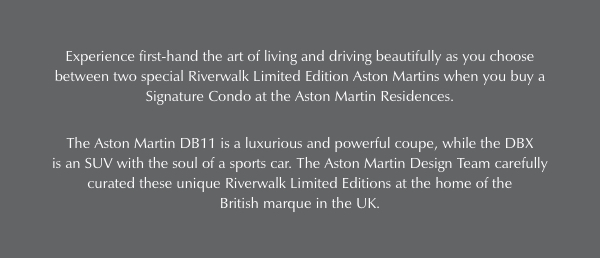 Experience first-hand the art of living and driving beautifully as you choose
between two special Riverwalk Limited Edition Aston Martins when you buy a
Signature Condo at the Aston Martin Residences.
The Aston Martin DB11 is a luxurious and powerful coupe, while the DBX
is an SUV with the soul of a sports car. The Aston Martin Design Team carefully
curated these unique Riverwalk Limited Editions at the home of the
British marque in the UK.